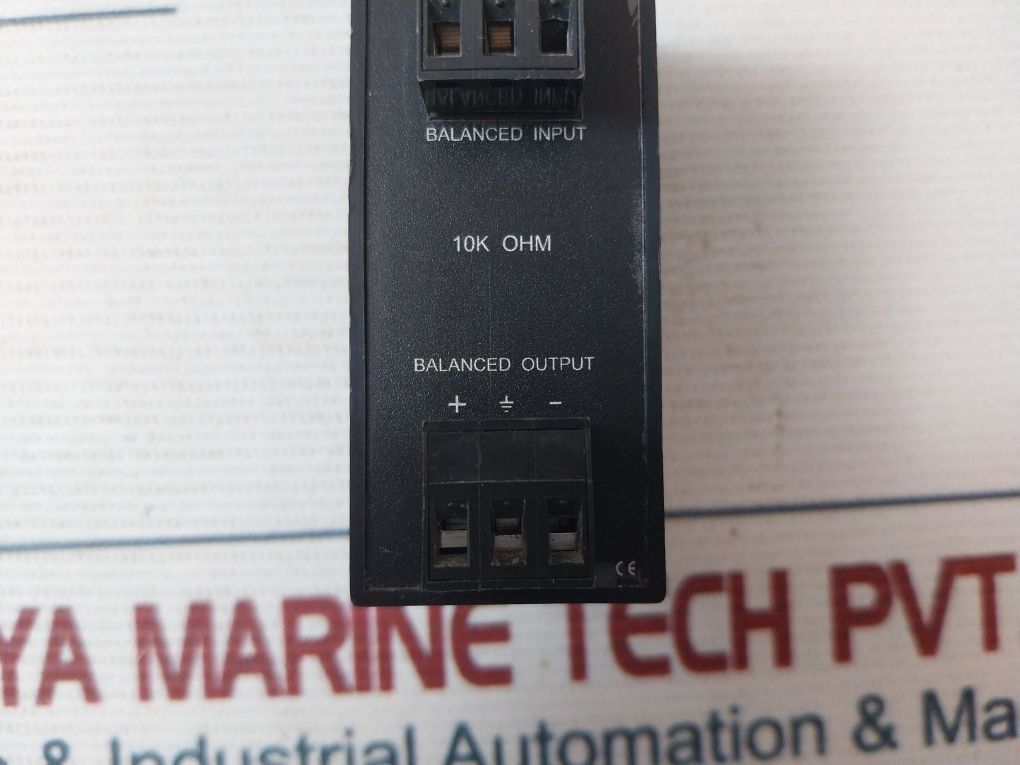 BALANCED INPUT
10K OHM
BALANCED OUTPUT
+ ⏚ -
CE
YA MARINE TECH PVT
& Industrial Automation & Ma